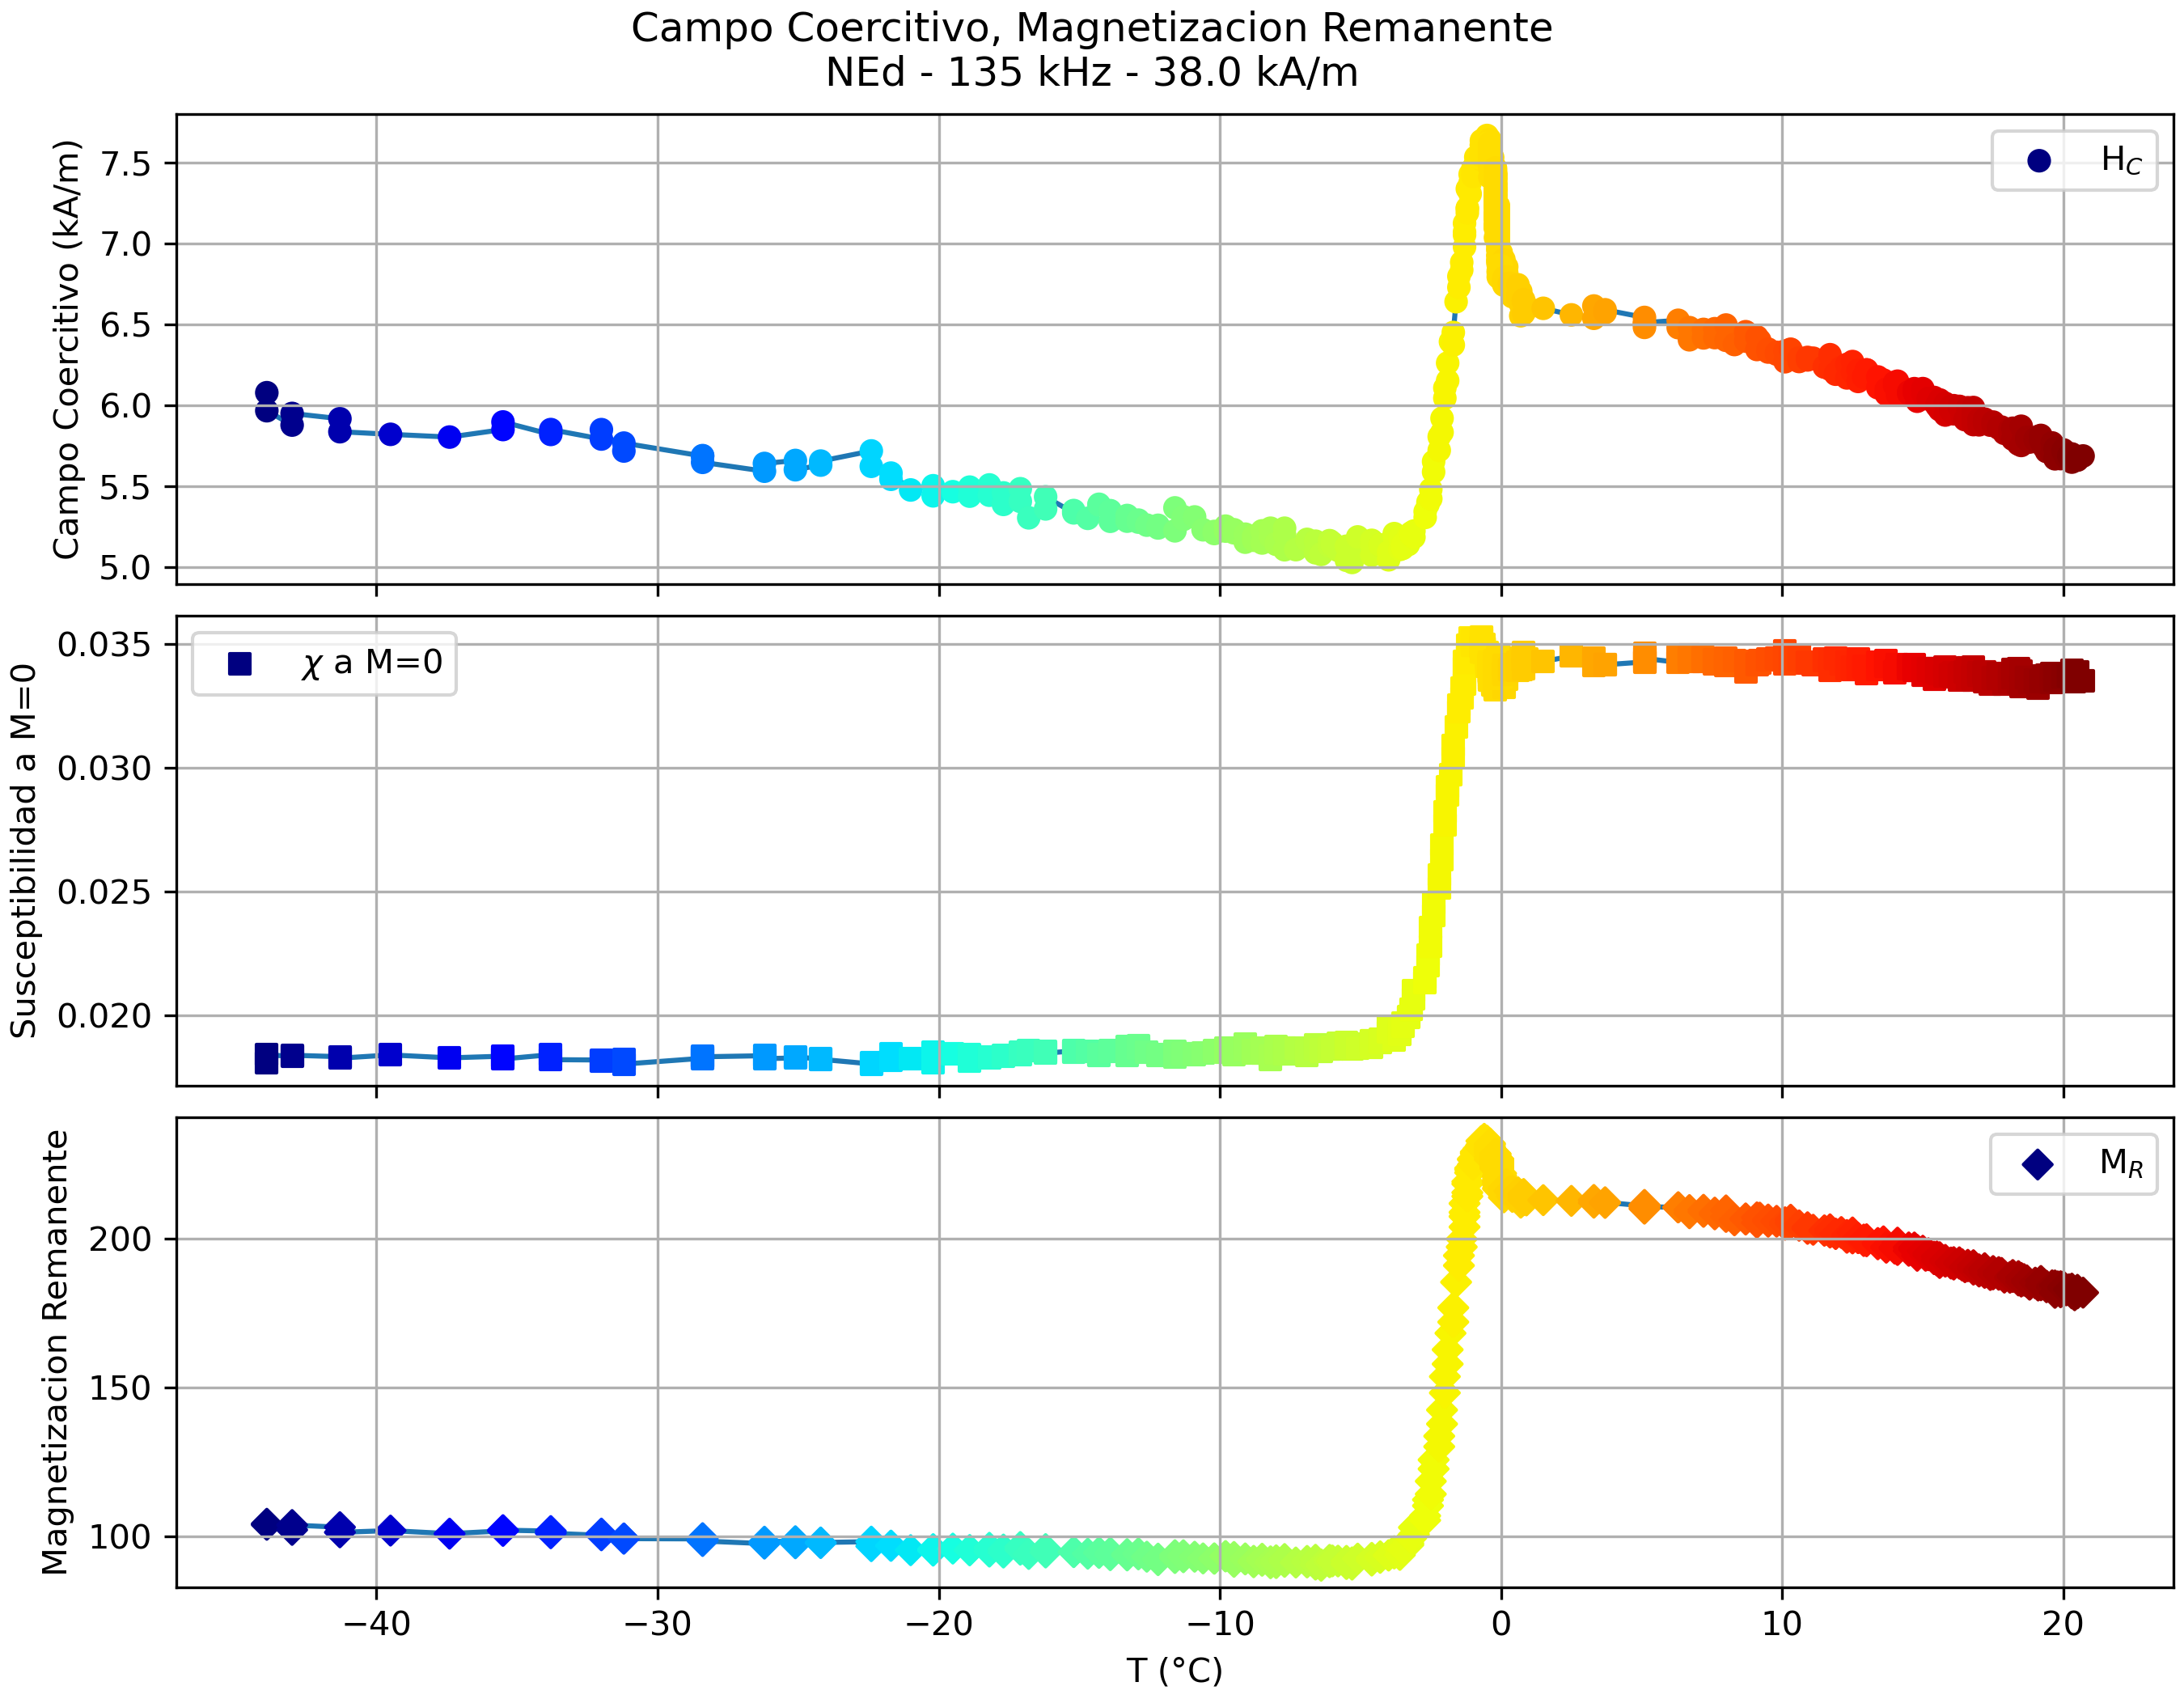 Campo Coercitivo, Magnetizacion Remanente
NEd - 135 kHz - 38.0 kA/m
Campo Coercitivo (kA/m)
7.5
7.0
6.5
6.0
5.5
5.0
H_C
Susceptibilidad a M=0
0.035
0.030
0.025
0.020
χ a M=0
Magnetizacion Remanente
200
150
100
M_R
−40 −30 −20 −10 0 10 20
T (°C)